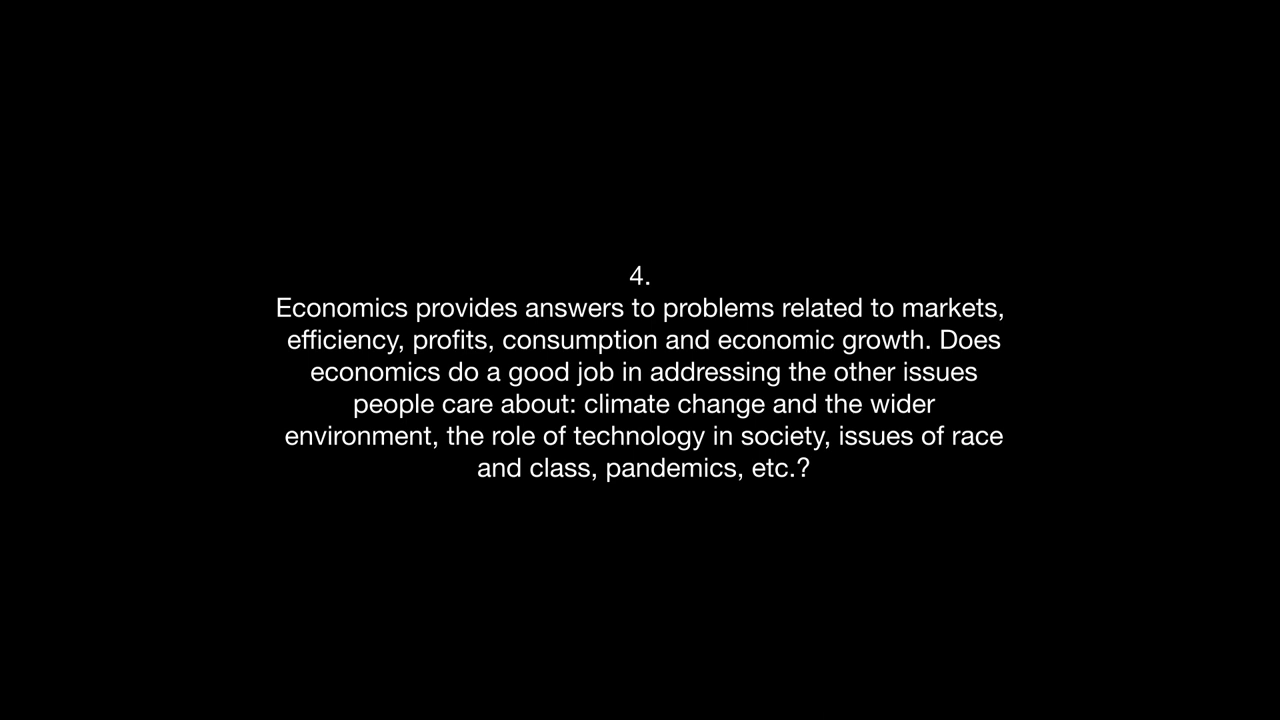 4.
Economics provides answers to problems related to markets,
efficiency, profits, consumption and economic growth. Does
economics do a good job in addressing the other issues
people care about: climate change and the wider
environment, the role of technology in society, issues of race
and class, pandemics, etc.?